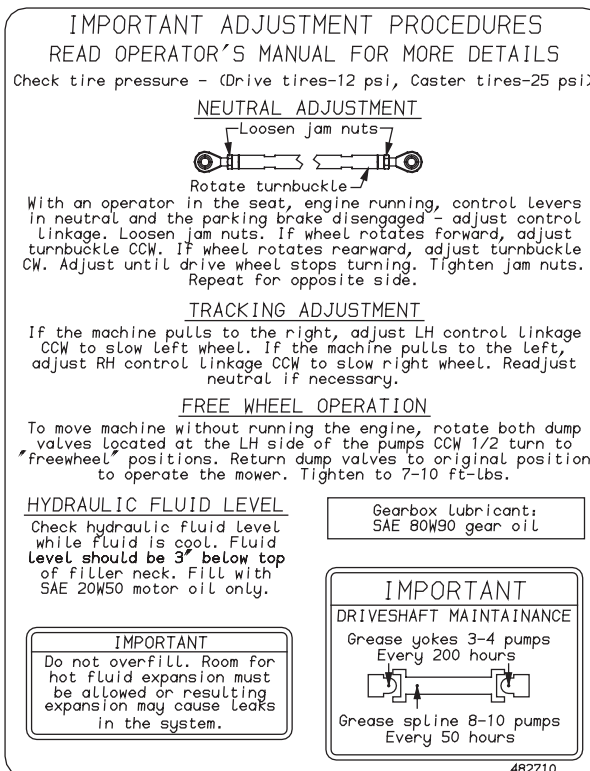 IMPORTANT ADJUSTMENT PROCEDURES
READ OPERATOR'S MANUAL FOR MORE DETAILS
Check tire pressure - (Drive tires-12 psi, Caster tires-25 psi)
NEUTRAL ADJUSTMENT
Loosen jam nuts
Rotate turnbuckle
With an operator in the seat, engine running, control levers
in neutral and the parking brake disengaged - adjust control
linkage. Loosen jam nuts. If wheel rotates forward, adjust
turnbuckle CCW. If wheel rotates rearward, adjust turnbuckle
CW. Adjust until drive wheel stops turning. Tighten jam nuts.
Repeat for opposite side.
TRACKING ADJUSTMENT
If the machine pulls to the right, adjust LH control linkage
CCW to slow left wheel. If the machine pulls to the left,
adjust RH control linkage CCW to slow right wheel. Readjust
neutral if necessary.
FREE WHEEL OPERATION
To move machine without running the engine, rotate both dump
valves located at the LH side of the pumps CCW 1/2 turn to
"freewheel" positions. Return dump valves to original position
to operate the mower. Tighten to 7-10 ft-lbs.
HYDRAULIC FLUID LEVEL
Check hydraulic fluid level
while fluid is cool. Fluid
level should be 3" below top
of filler neck. Fill with
SAE 20W50 motor oil only.
IMPORTANT
Do not overfill. Room for
hot fluid expansion must
be allowed or resulting
expansion may cause leaks
in the system.
Gearbox lubricant:
SAE 80W90 gear oil
IMPORTANT
DRIVESHAFT MAINTAINANCE
Grease yokes 3-4 pumps
Every 200 hours
Grease spline 8-10 pumps
Every 50 hours
482710